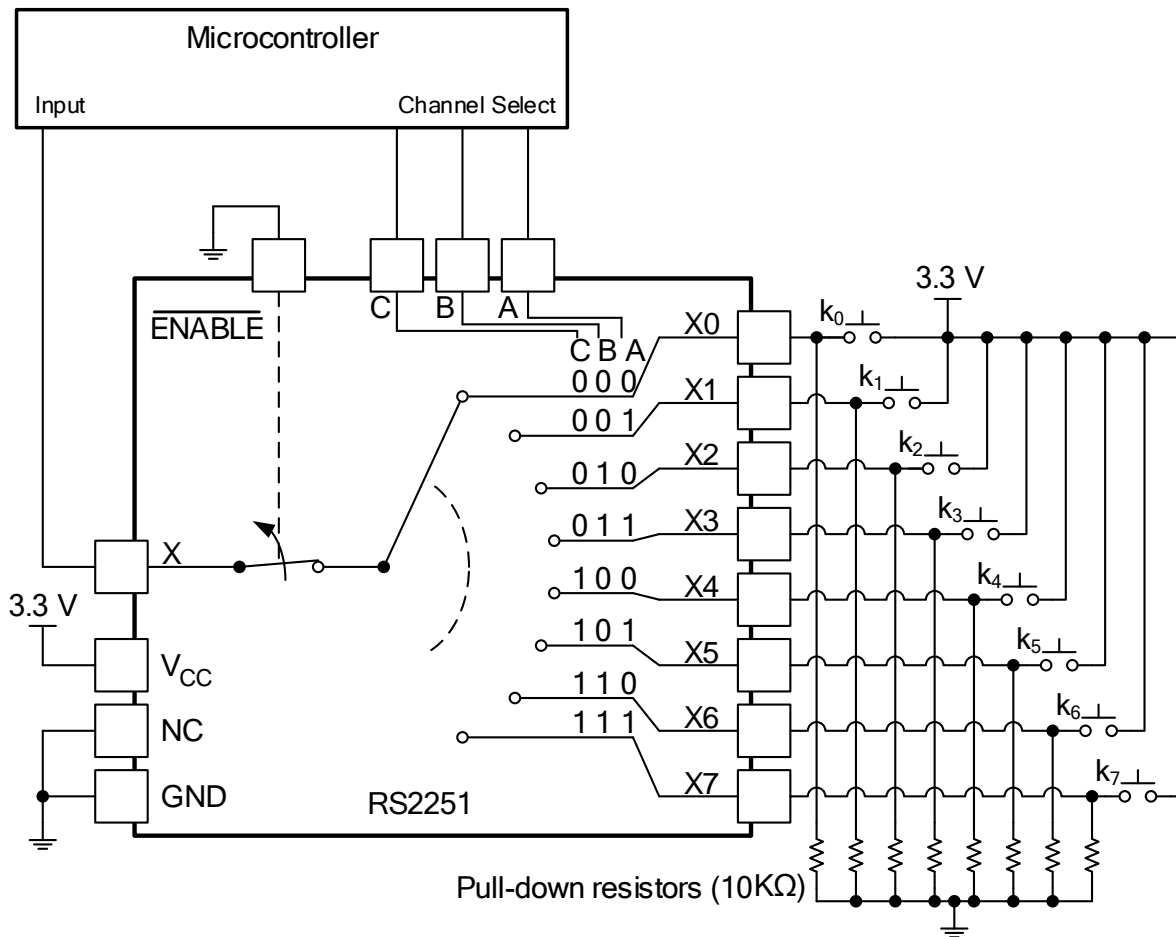 Microcontroller
Input
Channel Select
3.3 V
ENABLE
C
B
A
C B A
X0
k0
0 0 0
X1
k1
0 0 1
X2
k2
0 1 0
X3
k3
0 1 1
X
X4
k4
1 0 0
3.3 V
X5
k5
1 0 1
VCC
X6
k6
1 1 0
NC
1 1 1
X7
k7
GND
RS2251
Pull-down resistors (10KΩ)